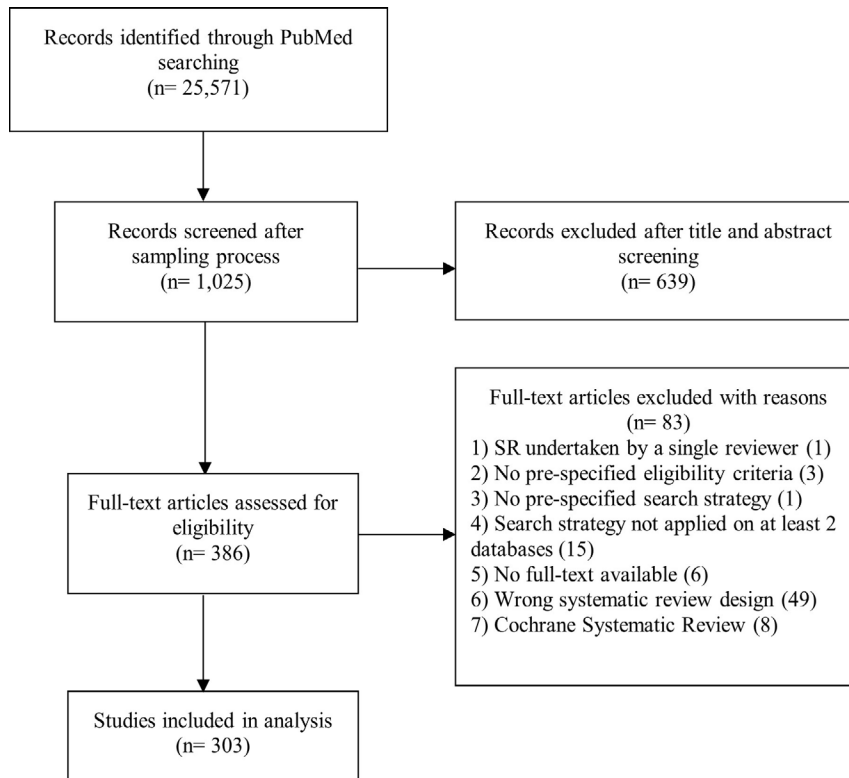 Records identified through PubMed
searching
(n= 25,571)
Records screened after
sampling process
(n= 1,025)
Records excluded after title and abstract
screening
(n= 639)
Full-text articles assessed for
eligibility
(n= 386)
Full-text articles excluded with reasons
(n= 83)
1) SR undertaken by a single reviewer (1)
2) No pre-specified eligibility criteria (3)
3) No pre-specified search strategy (1)
4) Search strategy not applied on at least 2
databases (15)
5) No full-text available (6)
6) Wrong systematic review design (49)
7) Cochrane Systematic Review (8)
Studies included in analysis
(n= 303)